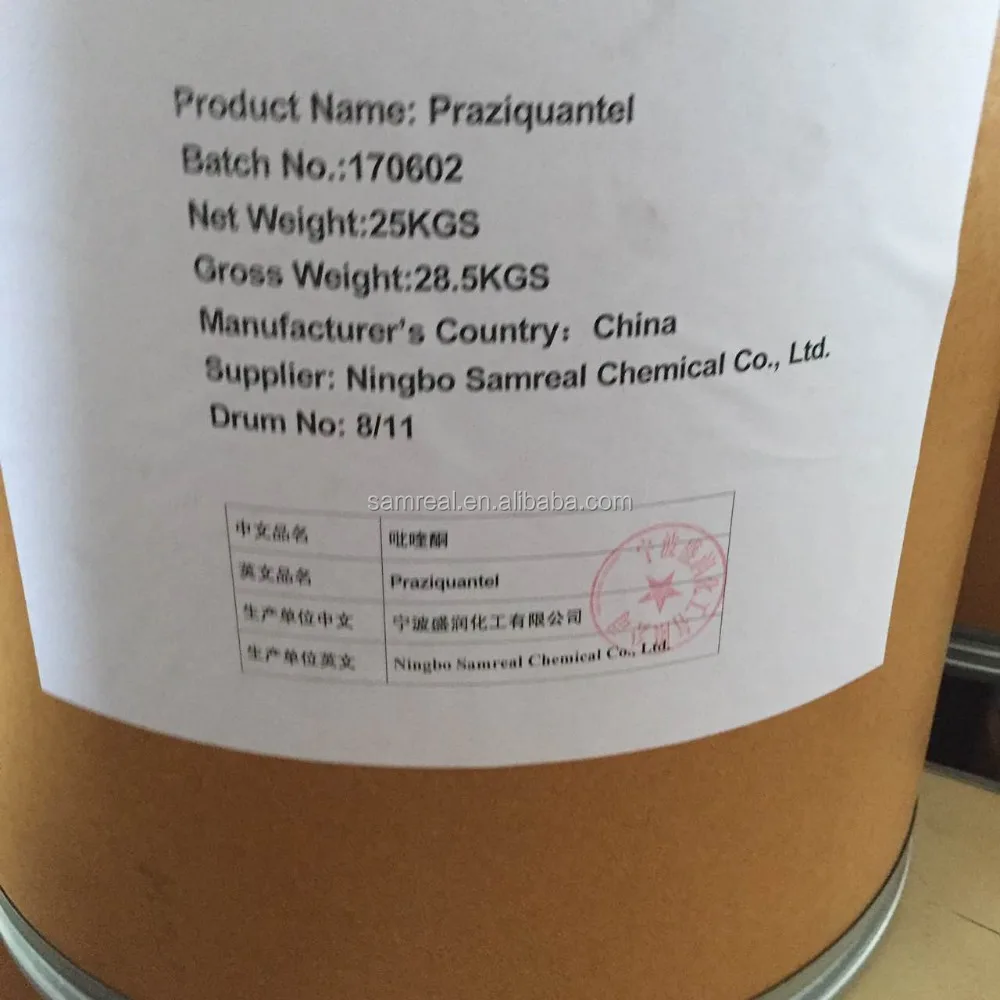 Product Name: Praziquantel
Batch No.:170602
Net Weight:25KGS
Gross Weight:28.5KGS
Manufacturer's Country: China
Supplier: Ningbo Samreal Chemical Co., Ltd.
Drum No: 8/11
samreal.en.alibaba.com
中文品名 吡喹酮
英文品名 Praziquantel
生产单位中文 宁波盛润化工有限公司
生产单位英文 Ningbo Samreal Chemical Co., Ltd.